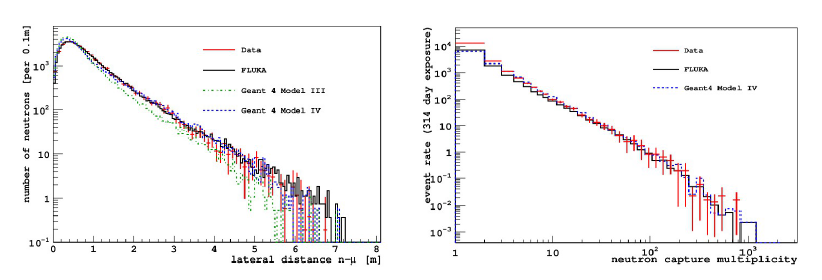 number of neutrons [per 0.1m]
10³
10²
10
1
10⁻¹
Data
FLUKA
Geant 4 Model III
Geant 4 Model IV
0 1 2 3 4 5 6 7 8
lateral distance n-μ [m]
event rate (314 day exposure)
10⁴
10³
10²
10
1
10⁻¹
10⁻²
10⁻³
Data
FLUKA
Geant4 Model IV
1 10 10² 10³
neutron capture multiplicity